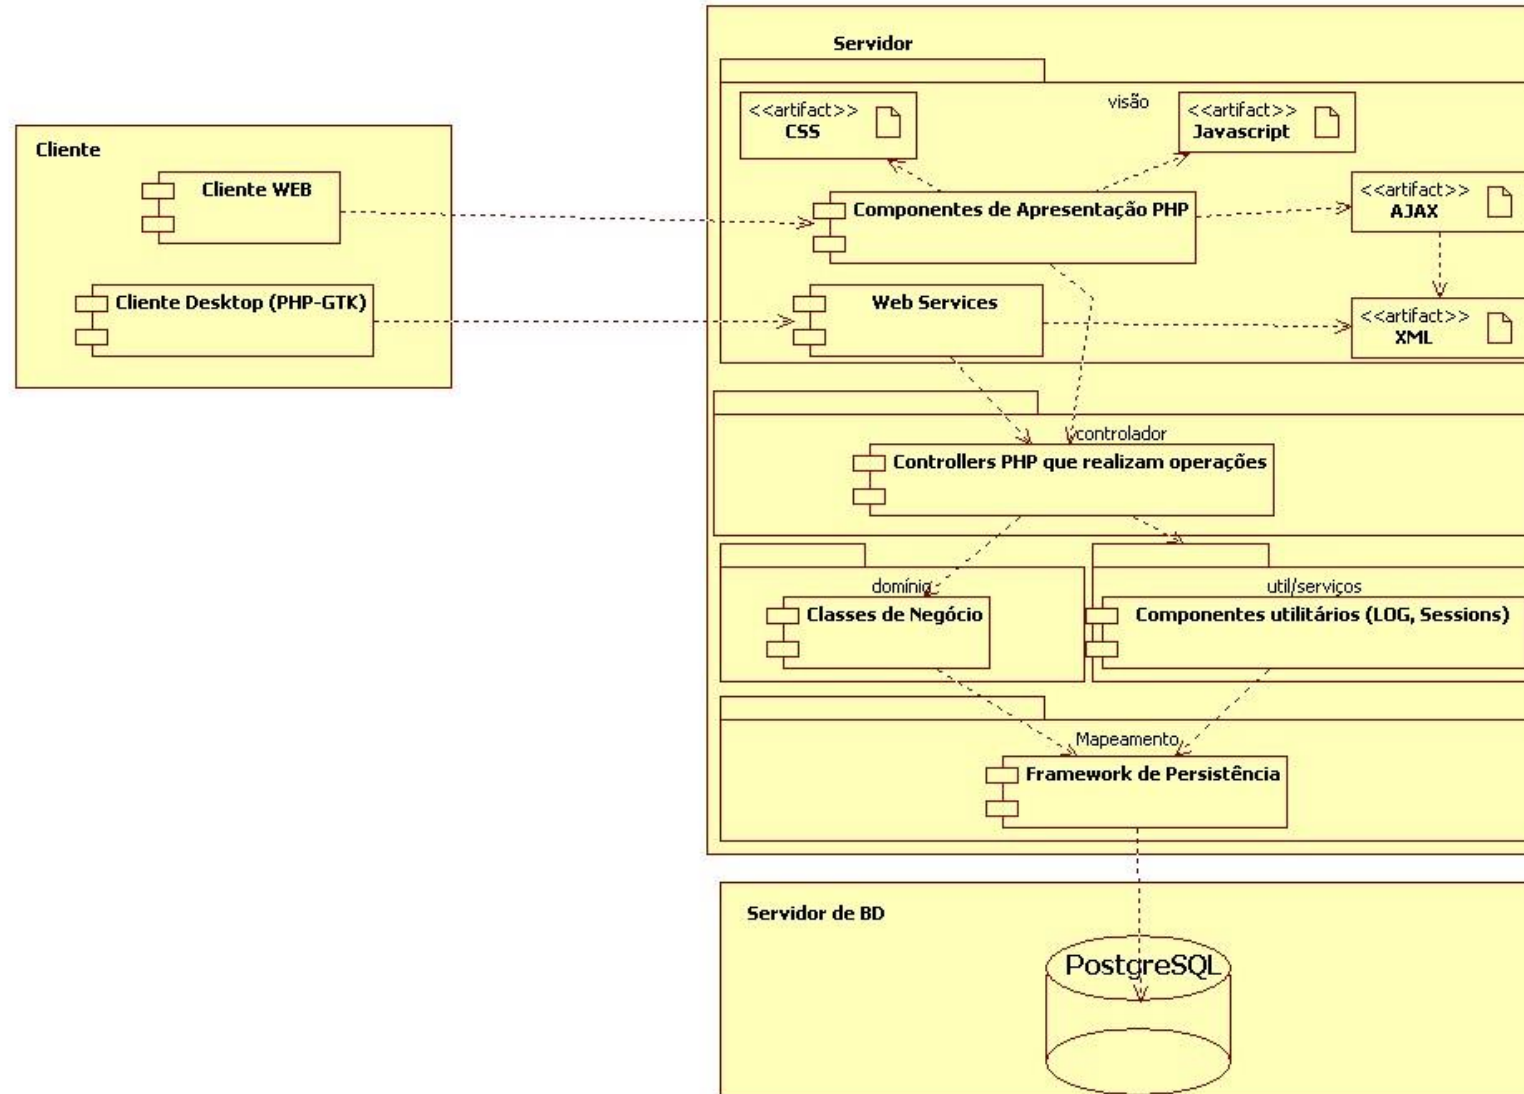 Servidor
visão
<<artifact>>
CSS
<<artifact>>
Javascript
Cliente
Cliente WEB
Componentes de Apresentação PHP
<<artifact>>
AJAX
Cliente Desktop (PHP-GTK)
Web Services
<<artifact>>
XML
controlador
Controllers PHP que realizam operações
domínio
util/serviços
Classes de Negócio
Componentes utilitários (LOG, Sessions)
Mapeamento
Framework de Persistência
Servidor de BD
PostgreSQL